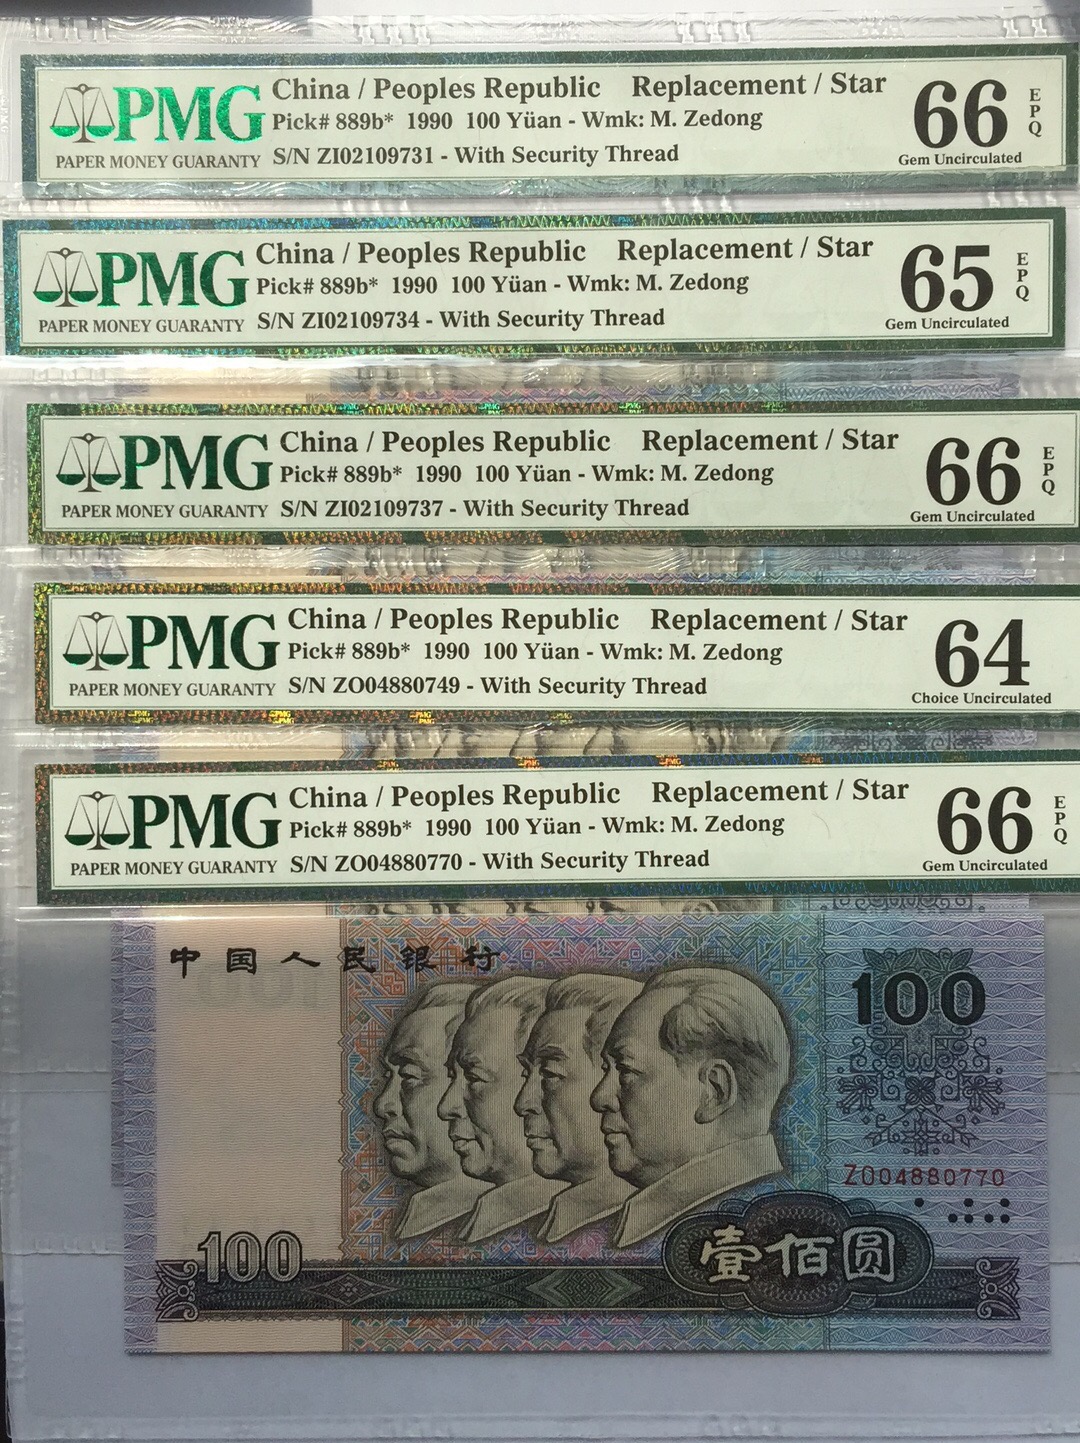 China / Peoples Republic Replacement / Star
PMG
Pick# 889b* 1990 100 Yüan - Wmk: M. Zedong
66
EPQ
PAPER MONEY GUARANTY
S/N ZI02109731 - With Security Thread
Gem Uncirculated
China / Peoples Republic Replacement / Star
PMG
Pick# 889b* 1990 100 Yüan - Wmk: M. Zedong
65
EPQ
PAPER MONEY GUARANTY
S/N ZI02109734 - With Security Thread
Gem Uncirculated
China / Peoples Republic Replacement / Star
PMG
Pick# 889b* 1990 100 Yüan - Wmk: M. Zedong
66
EPQ
PAPER MONEY GUARANTY
S/N ZI02109737 - With Security Thread
Gem Uncirculated
China / Peoples Republic Replacement / Star
PMG
Pick# 889b* 1990 100 Yüan - Wmk: M. Zedong
64
PAPER MONEY GUARANTY
S/N ZO04880749 - With Security Thread
Choice Uncirculated
China / Peoples Republic Replacement / Star
PMG
Pick# 889b* 1990 100 Yüan - Wmk: M. Zedong
66
EPQ
PAPER MONEY GUARANTY
S/N ZO04880770 - With Security Thread
Gem Uncirculated
中国人民银行
100
ZO04880770
100
壹佰圆